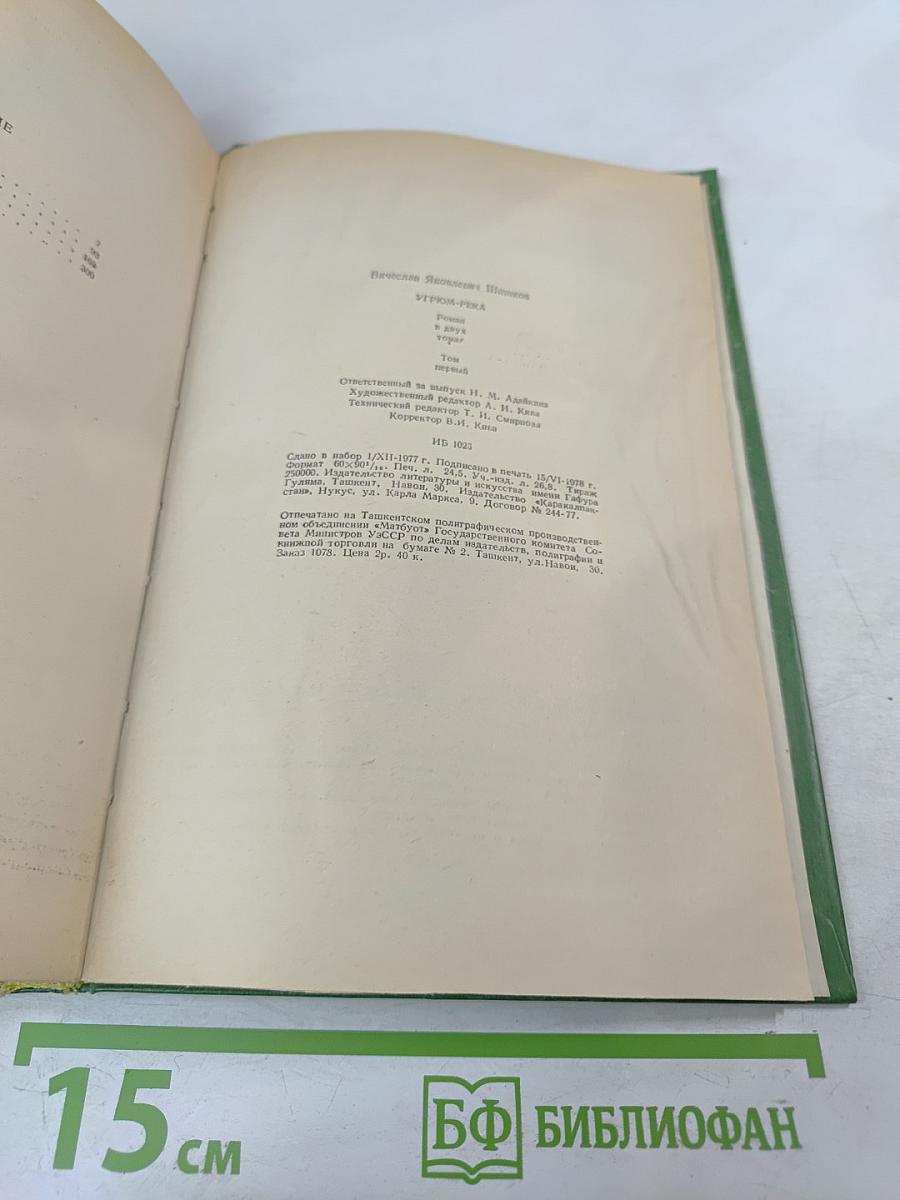 ИЕ
3
93
Вячеслав Яковлевич Шишков
УГРЮМ-РЕКА
Роман
в двух
томах
Том
первый
Ответственный за выпуск Н. М.
Художественный редактор А. И. Кива
Технический редактор Т. И. Смирнова
Корректор В.И. Кива
ИБ 1023
Сдано в набор 1/XII-1977 г. Подписано в печать 15/VI-1978 г.
Формат 60×90¹/₁₆. Печ. л. 24,5. Уч.-изд. л. 26,8. Тираж
250000. Издательство литературы и искусства имени Гафура
Гуляма, Ташкент, Навои, 30. Издательство «Каракалпак-
стан», Нукус, ул. Карла Маркса, 9. Договор № 244-77.
Отпечатано на Ташкентском полиграфическом производствен-
ном объединении «Матбуот» Государственного комитета Со-
вета Министров УзССР по делам издательств, полиграфии и
книжной торговли на бумаге № 2. Ташкент, ул.Навои, 30.
Заказ 1078. Цена 2р. 40 к.
15 см
БФ БИБЛИОФАН